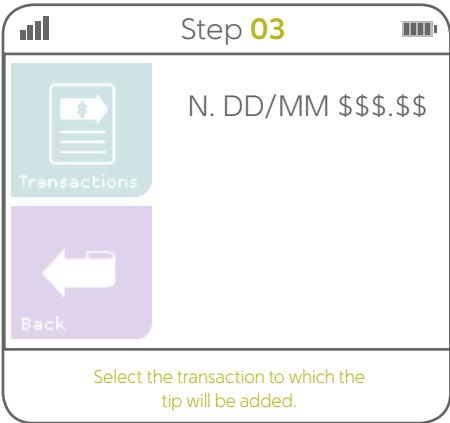 Step 03
Transactions
N. DD/MM $$$.$$
Back
Select the transaction to which the
tip will be added.